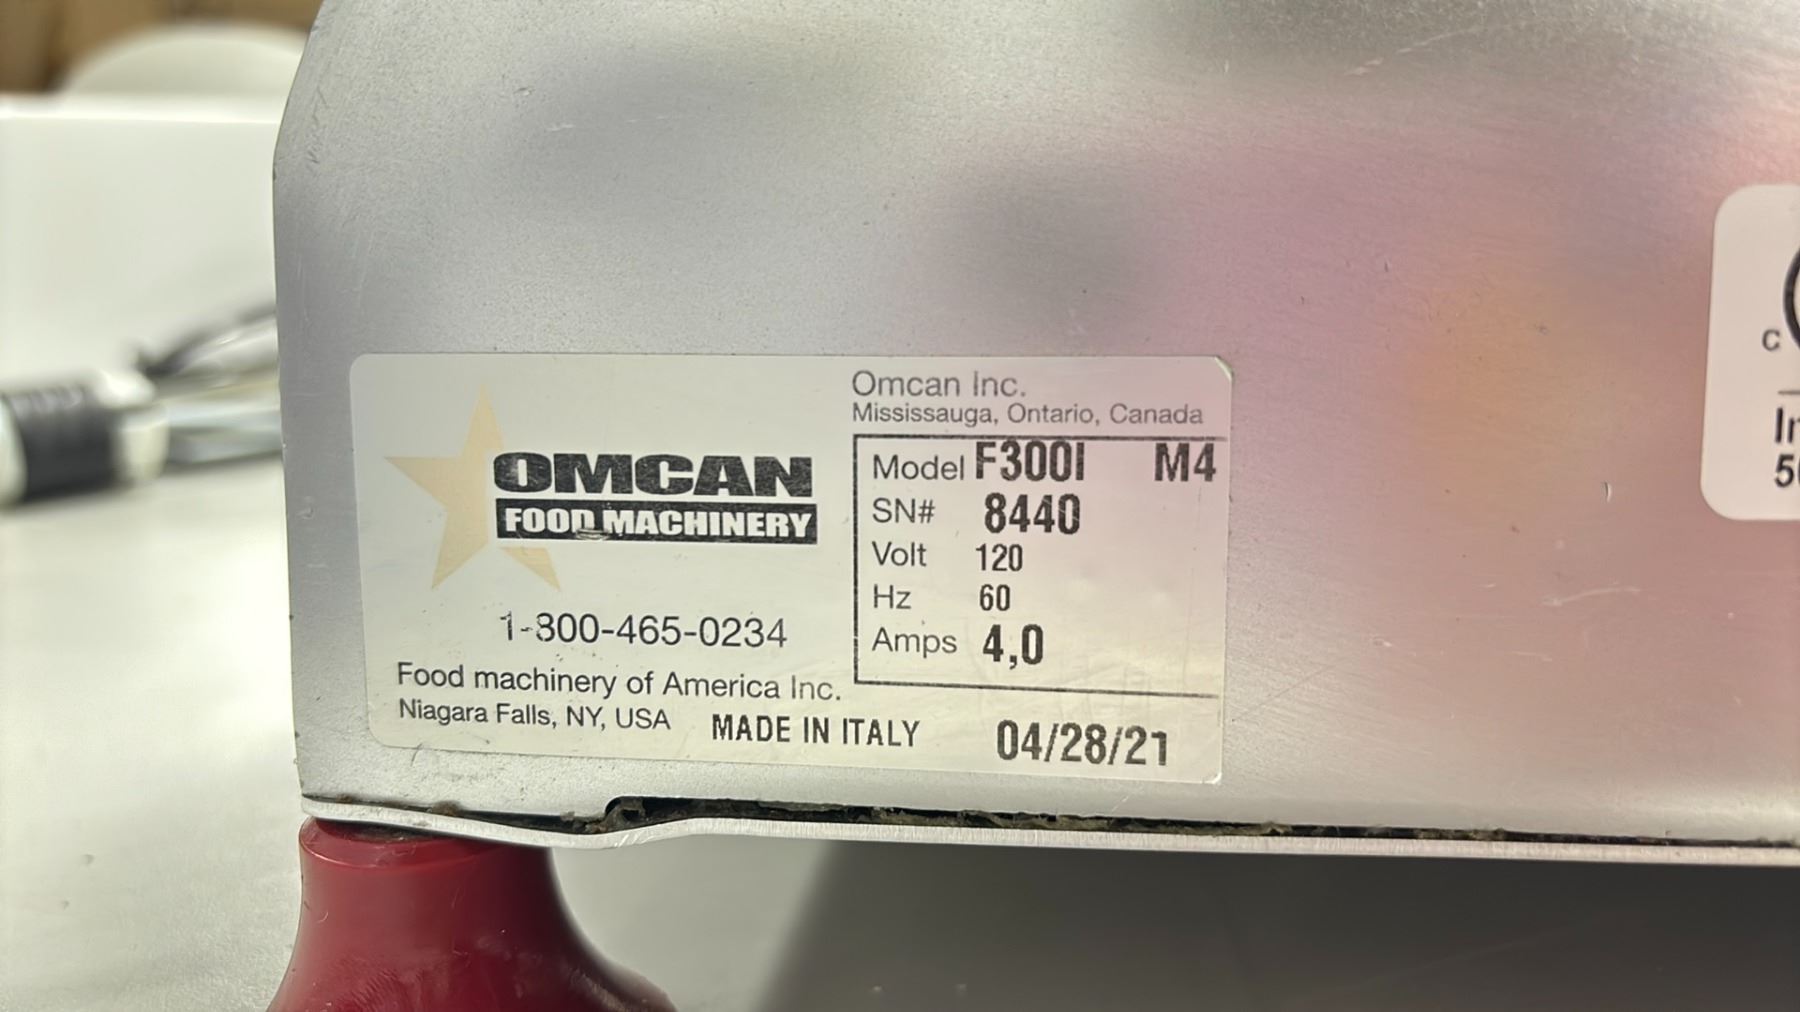 OMCAN
FOOD MACHINERY
1-800-465-0234
Food machinery of America Inc.
Niagara Falls, NY, USA
MADE IN ITALY
04/28/21
Omcan Inc.
Mississauga, Ontario, Canada
Model F300I M4
SN# 8440
Volt 120
Hz 60
Amps 4,0
C